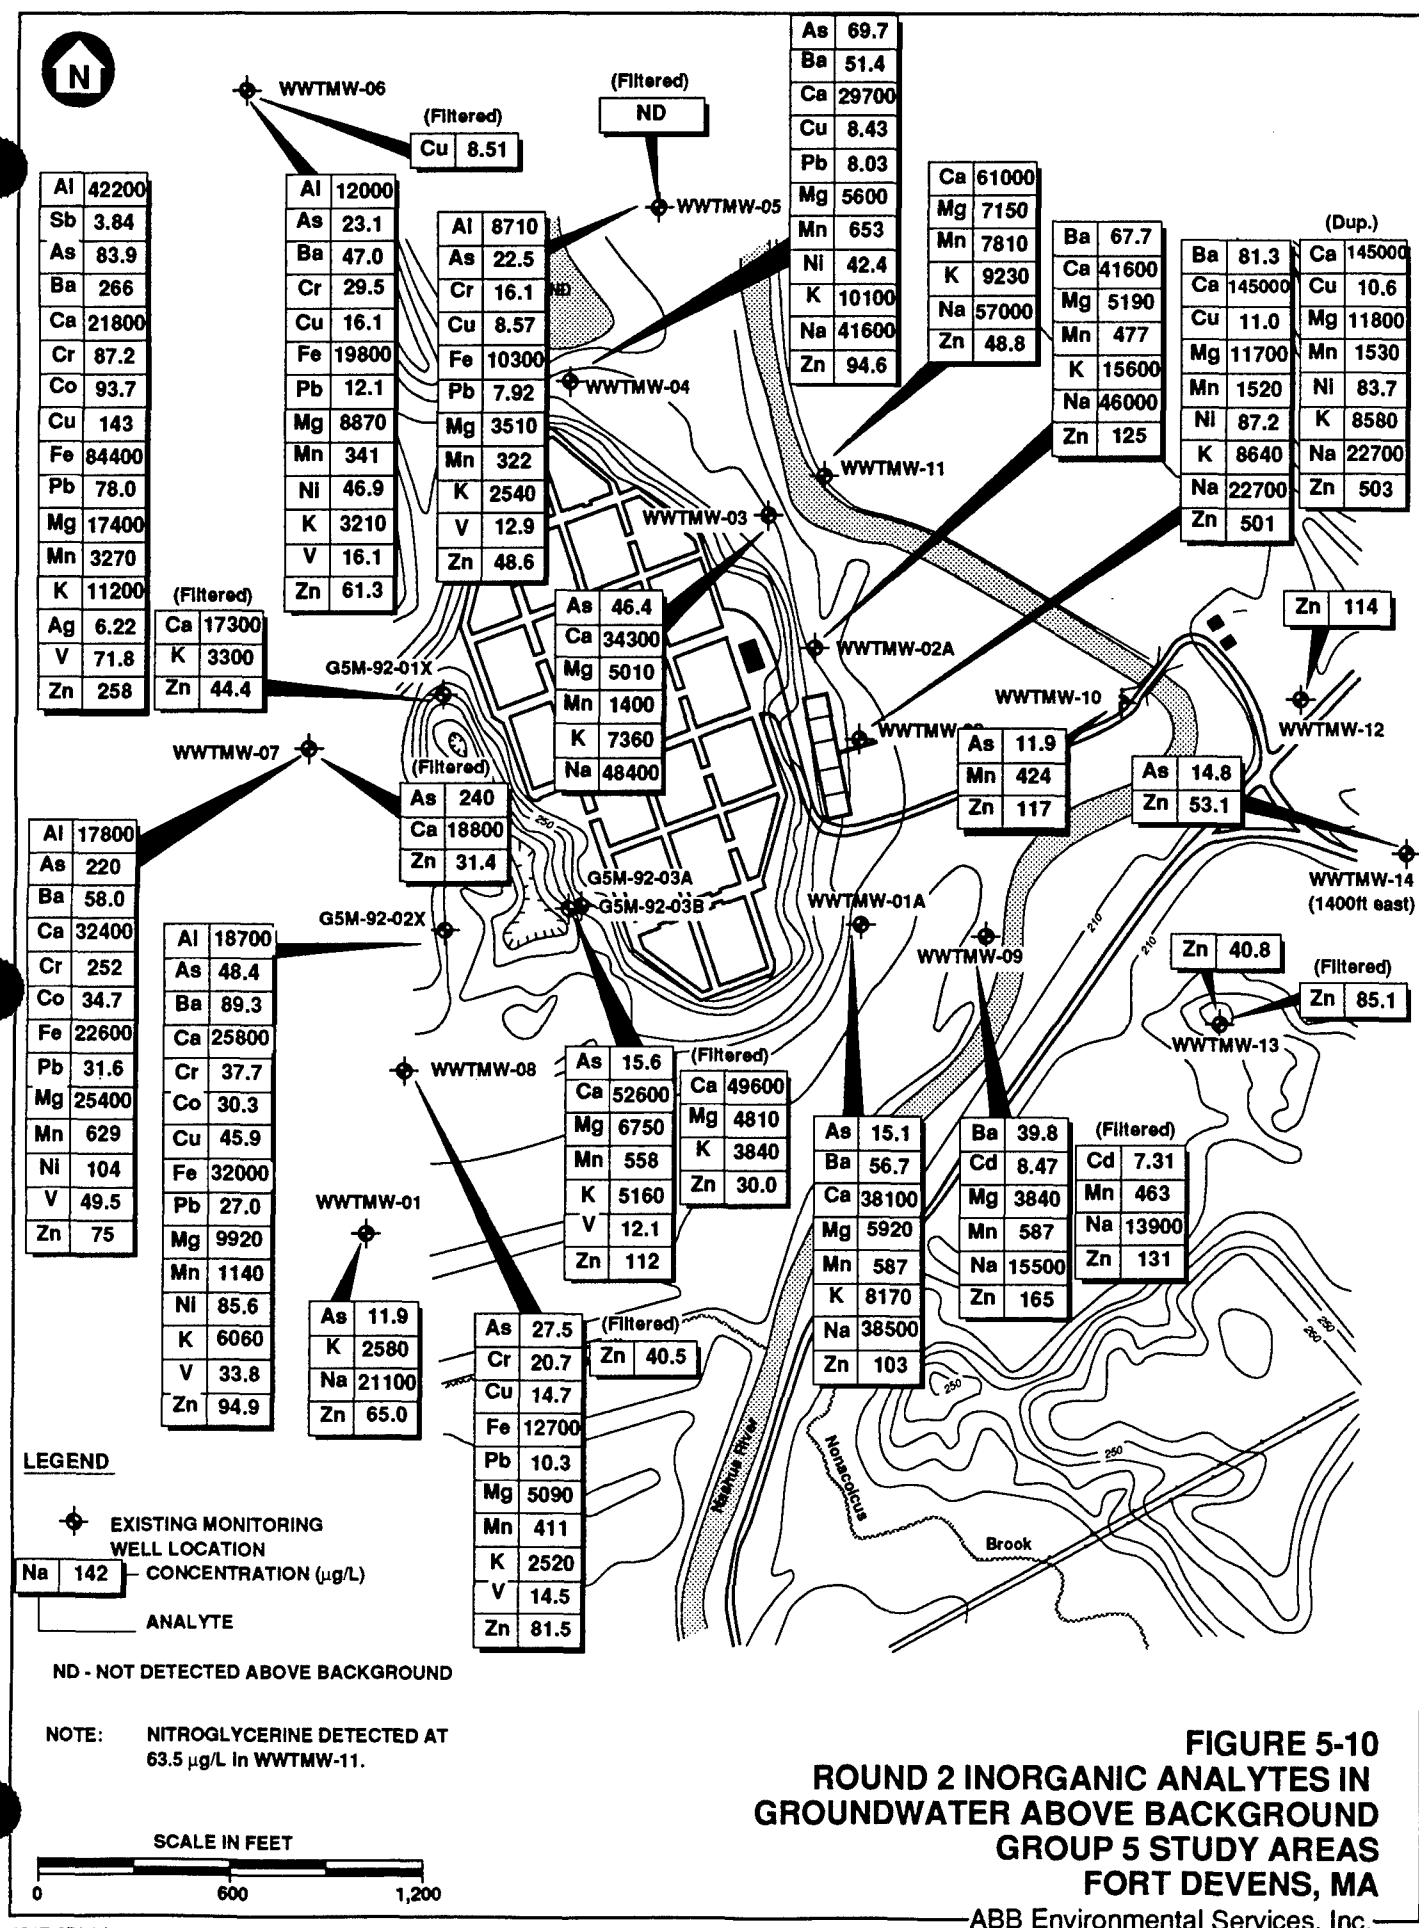 N
WWTMW-06
(Filtered)
Cu 8.51
(Filtered)
ND
WWTMW-05
As 69.7
Ba 51.4
Ca 29700
Cu 8.43
Pb 8.03
Mg 5600
Mn 653
Ni 42.4
K 10100
Na 41600
Zn 94.6
Ca 61000
Mg 7150
Mn 7810
K 9230
Na 57000
Zn 48.8
Ba 67.7
Ca 41600
Mg 5190
Mn 477
K 15600
Na 46000
Zn 125
Ba 81.3
Ca 145000
Cu 11.0
Mg 11700
Mn 1520
Ni 87.2
K 8640
Na 22700
Zn 501
(Dup.)
Ca 145000
Cu 10.6
Mg 11800
Mn 1530
Ni 83.7
K 8580
Na 22700
Zn 503
Al 42200
Sb 3.84
As 83.9
Ba 266
Ca 21800
Cr 87.2
Co 93.7
Cu 143
Fe 84400
Pb 78.0
Mg 17400
Mn 3270
K 11200
Ag 6.22
V 71.8
Zn 258
(Filtered)
Ca 17300
K 3300
Zn 44.4
Al 12000
As 23.1
Ba 47.0
Cr 29.5
Cu 16.1
Fe 19800
Pb 12.1
Mg 8870
Mn 341
Ni 46.9
K 3210
V 16.1
Zn 61.3
Al 8710
As 22.5
Cr 16.1
Cu 8.57
Fe 10300
Pb 7.92
Mg 3510
Mn 322
K 2540
V 12.9
Zn 48.6
ND
WWTMW-04
WWTMW-11
WWTMW-03
As 46.4
Ca 34300
Mg 5010
Mn 1400
K 7360
Na 48400
G5M-92-01X
WWTMW-02A
WWTMW-10
Zn 114
WWTMW-12
WWTMW-07
(Filtered)
As 240
Ca 18800
Zn 31.4
250
As 11.9
Mn 424
Zn 117
As 14.8
Zn 53.1
WWTMW-14
(1400ft east)
Al 17800
As 220
Ba 58.0
Ca 32400
Cr 252
Co 34.7
Fe 22600
Pb 31.6
Mg 25400
Mn 629
Ni 104
V 49.5
Zn 75
G5M-92-03A
G5M-92-03B
G5M-92-02X
WWTMW-01A
WWTMW-09
210
210
Al 18700
As 48.4
Ba 89.3
Ca 25800
Cr 37.7
Co 30.3
Cu 45.9
Fe 32000
Pb 27.0
Mg 9920
Mn 1140
Ni 85.6
K 6060
V 33.8
Zn 94.9
Zn 40.8
(Filtered)
Zn 85.1
WWTMW-13
WWTMW-08
As 15.6
Ca 52600
Mg 6750
Mn 558
K 5160
V 12.1
Zn 112
(Filtered)
Ca 49600
Mg 4810
K 3840
Zn 30.0
As 15.1
Ba 56.7
Ca 38100
Mg 5920
Mn 587
K 8170
Na 38500
Zn 103
Ba 39.8
Cd 8.47
Mg 3840
Mn 587
Na 15500
Zn 165
(Filtered)
Cd 7.31
Mn 463
Na 13900
Zn 131
WWTMW-01
As 11.9
K 2580
Na 21100
Zn 65.0
As 27.5
Cr 20.7
Cu 14.7
Fe 12700
Pb 10.3
Mg 5090
Mn 411
K 2520
V 14.5
Zn 81.5
(Filtered)
Zn 40.5
250
260
250
250
Nashua River
Nonacoicus
Brook
LEGEND
EXISTING MONITORING
WELL LOCATION
Na 142 CONCENTRATION (µg/L)
ANALYTE
ND - NOT DETECTED ABOVE BACKGROUND
NOTE: NITROGLYCERINE DETECTED AT
63.5 µg/L in WWTMW-11.
SCALE IN FEET
0 600 1,200
FIGURE 5-10
ROUND 2 INORGANIC ANALYTES IN
GROUNDWATER ABOVE BACKGROUND
GROUP 5 STUDY AREAS
FORT DEVENS, MA
ABB Environmental Services, Inc.